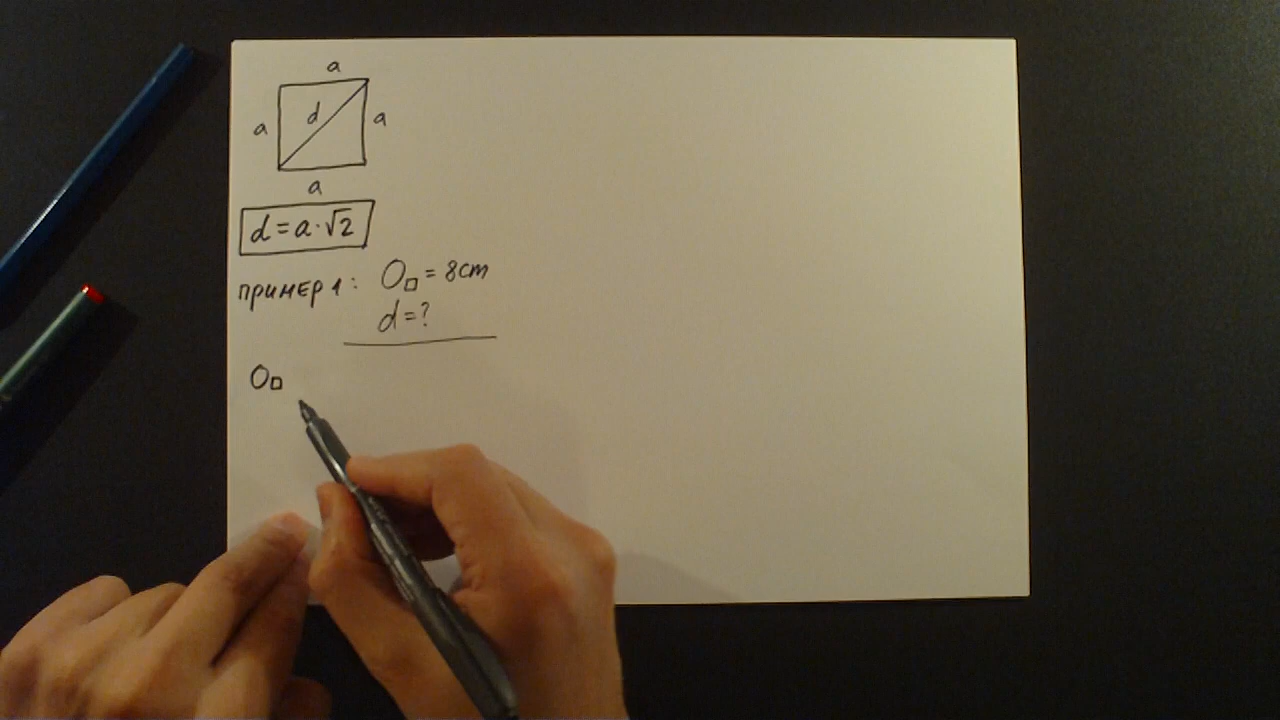 a
a d a
a
d = a · √2
пример 1: O□ = 8cm
d = ?
O□